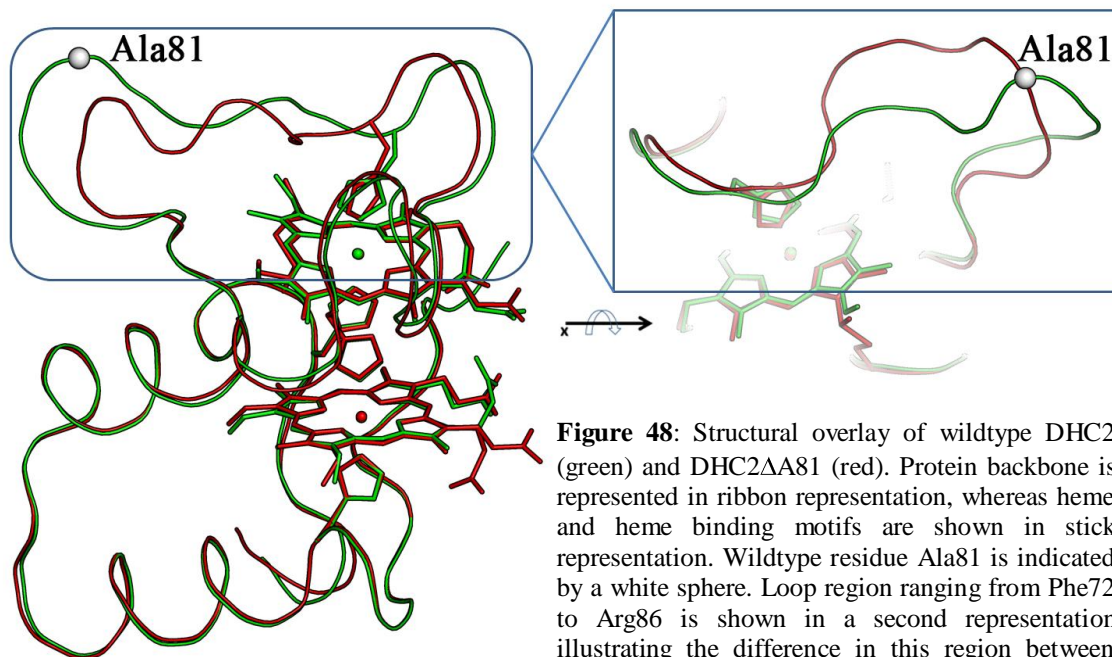 Ala81
Ala81
x
Figure 48: Structural overlay of wildtype DHC2
(green) and DHC2ΔA81 (red). Protein backbone is
represented in ribbon representation, whereas heme
and heme binding motifs are shown in stick
representation. Wildtype residue Ala81 is indicated
by a white sphere. Loop region ranging from Phe72
to Arg86 is shown in a second representation
illustrating the difference in this region between